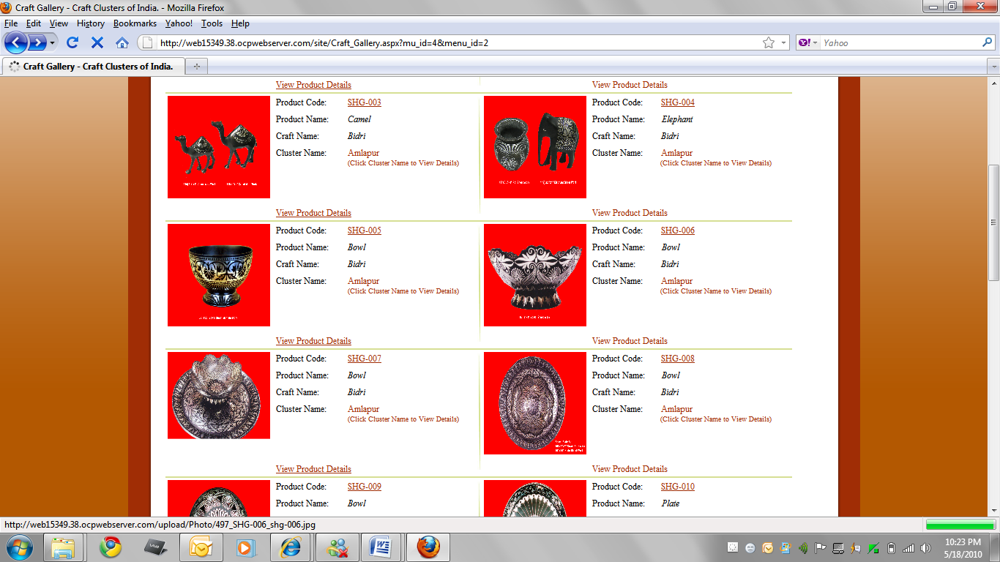 Craft Gallery - Craft Clusters of India. - Mozilla Firefox
File Edit View History Bookmarks Yahoo! Tools Help
http://web15349.38.ocpwebserver.com/site/Craft_Gallery.aspx?mu_id=4&menu_id=2
Y! Yahoo
Craft Gallery - Craft Clusters of India.
View Product Details View Product Details
Product Code: SHG-003
Product Name: Camel
Craft Name: Bidri
Cluster Name: Amlapur
(Click Cluster Name to View Details)
View Product Details
Product Code: SHG-004
Product Name: Elephant
Craft Name: Bidri
Cluster Name: Amlapur
(Click Cluster Name to View Details)
View Product Details
Product Code: SHG-005
Product Name: Bowl
Craft Name: Bidri
Cluster Name: Amlapur
(Click Cluster Name to View Details)
View Product Details
Product Code: SHG-006
Product Name: Bowl
Craft Name: Bidri
Cluster Name: Amlapur
(Click Cluster Name to View Details)
View Product Details
Product Code: SHG-007
Product Name: Bowl
Craft Name: Bidri
Cluster Name: Amlapur
(Click Cluster Name to View Details)
View Product Details
Product Code: SHG-008
Product Name: Bowl
Craft Name: Bidri
Cluster Name: Amlapur
(Click Cluster Name to View Details)
View Product Details
Product Code: SHG-009
Product Name: Bowl
Product Code: SHG-010
Product Name: Plate
http://web15349.38.ocpwebserver.com/upload/Photo/497_SHG-006_shg-006.jpg
VAIO
10:23 PM
5/18/2010